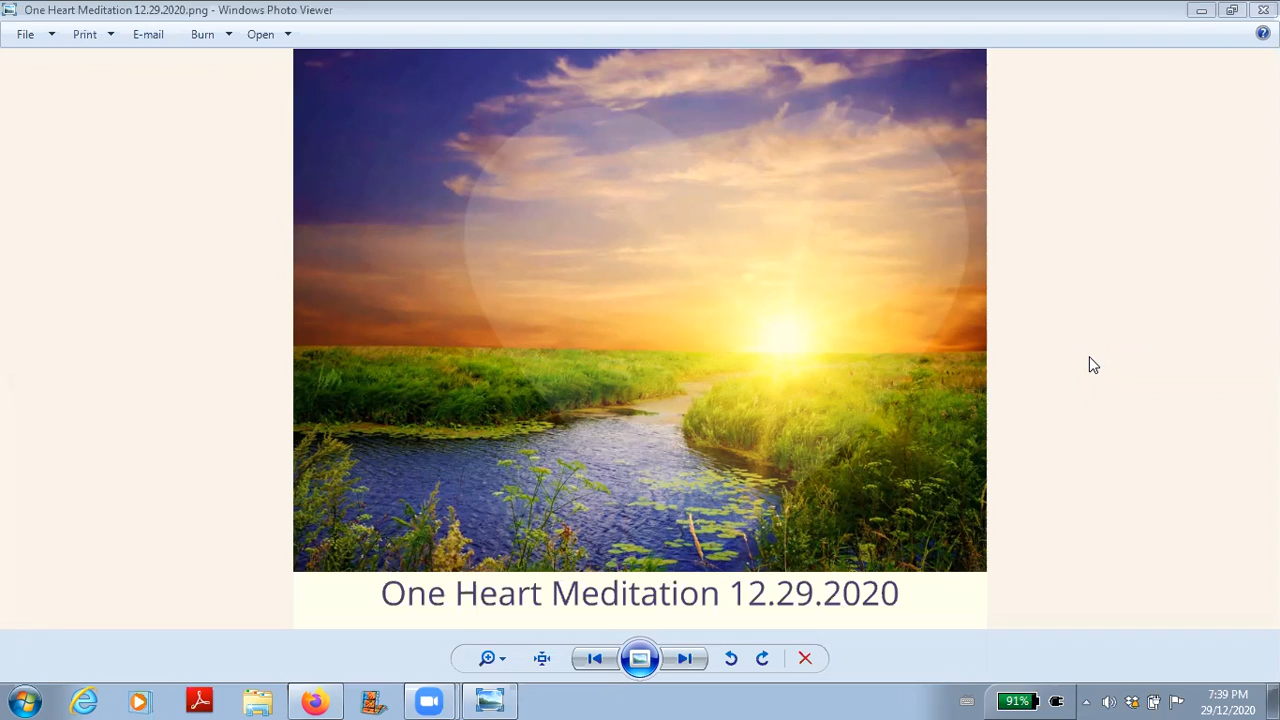 One Heart Meditation 12.29.2020.png - Windows Photo Viewer
File Print E-mail Burn Open
One Heart Meditation 12.29.2020
91%
7:39 PM
29/12/2020